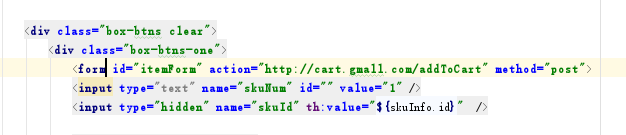 <div class="box-btns clear">
<div class="box-btns-one">
<form id="itemForm" action="http://cart.gmall.com/addToCart" method="post">
<input type="text" name="skuNum" id="" value="1" />
<input type="hidden" name="skuId" th:value="${skuInfo.id}" />